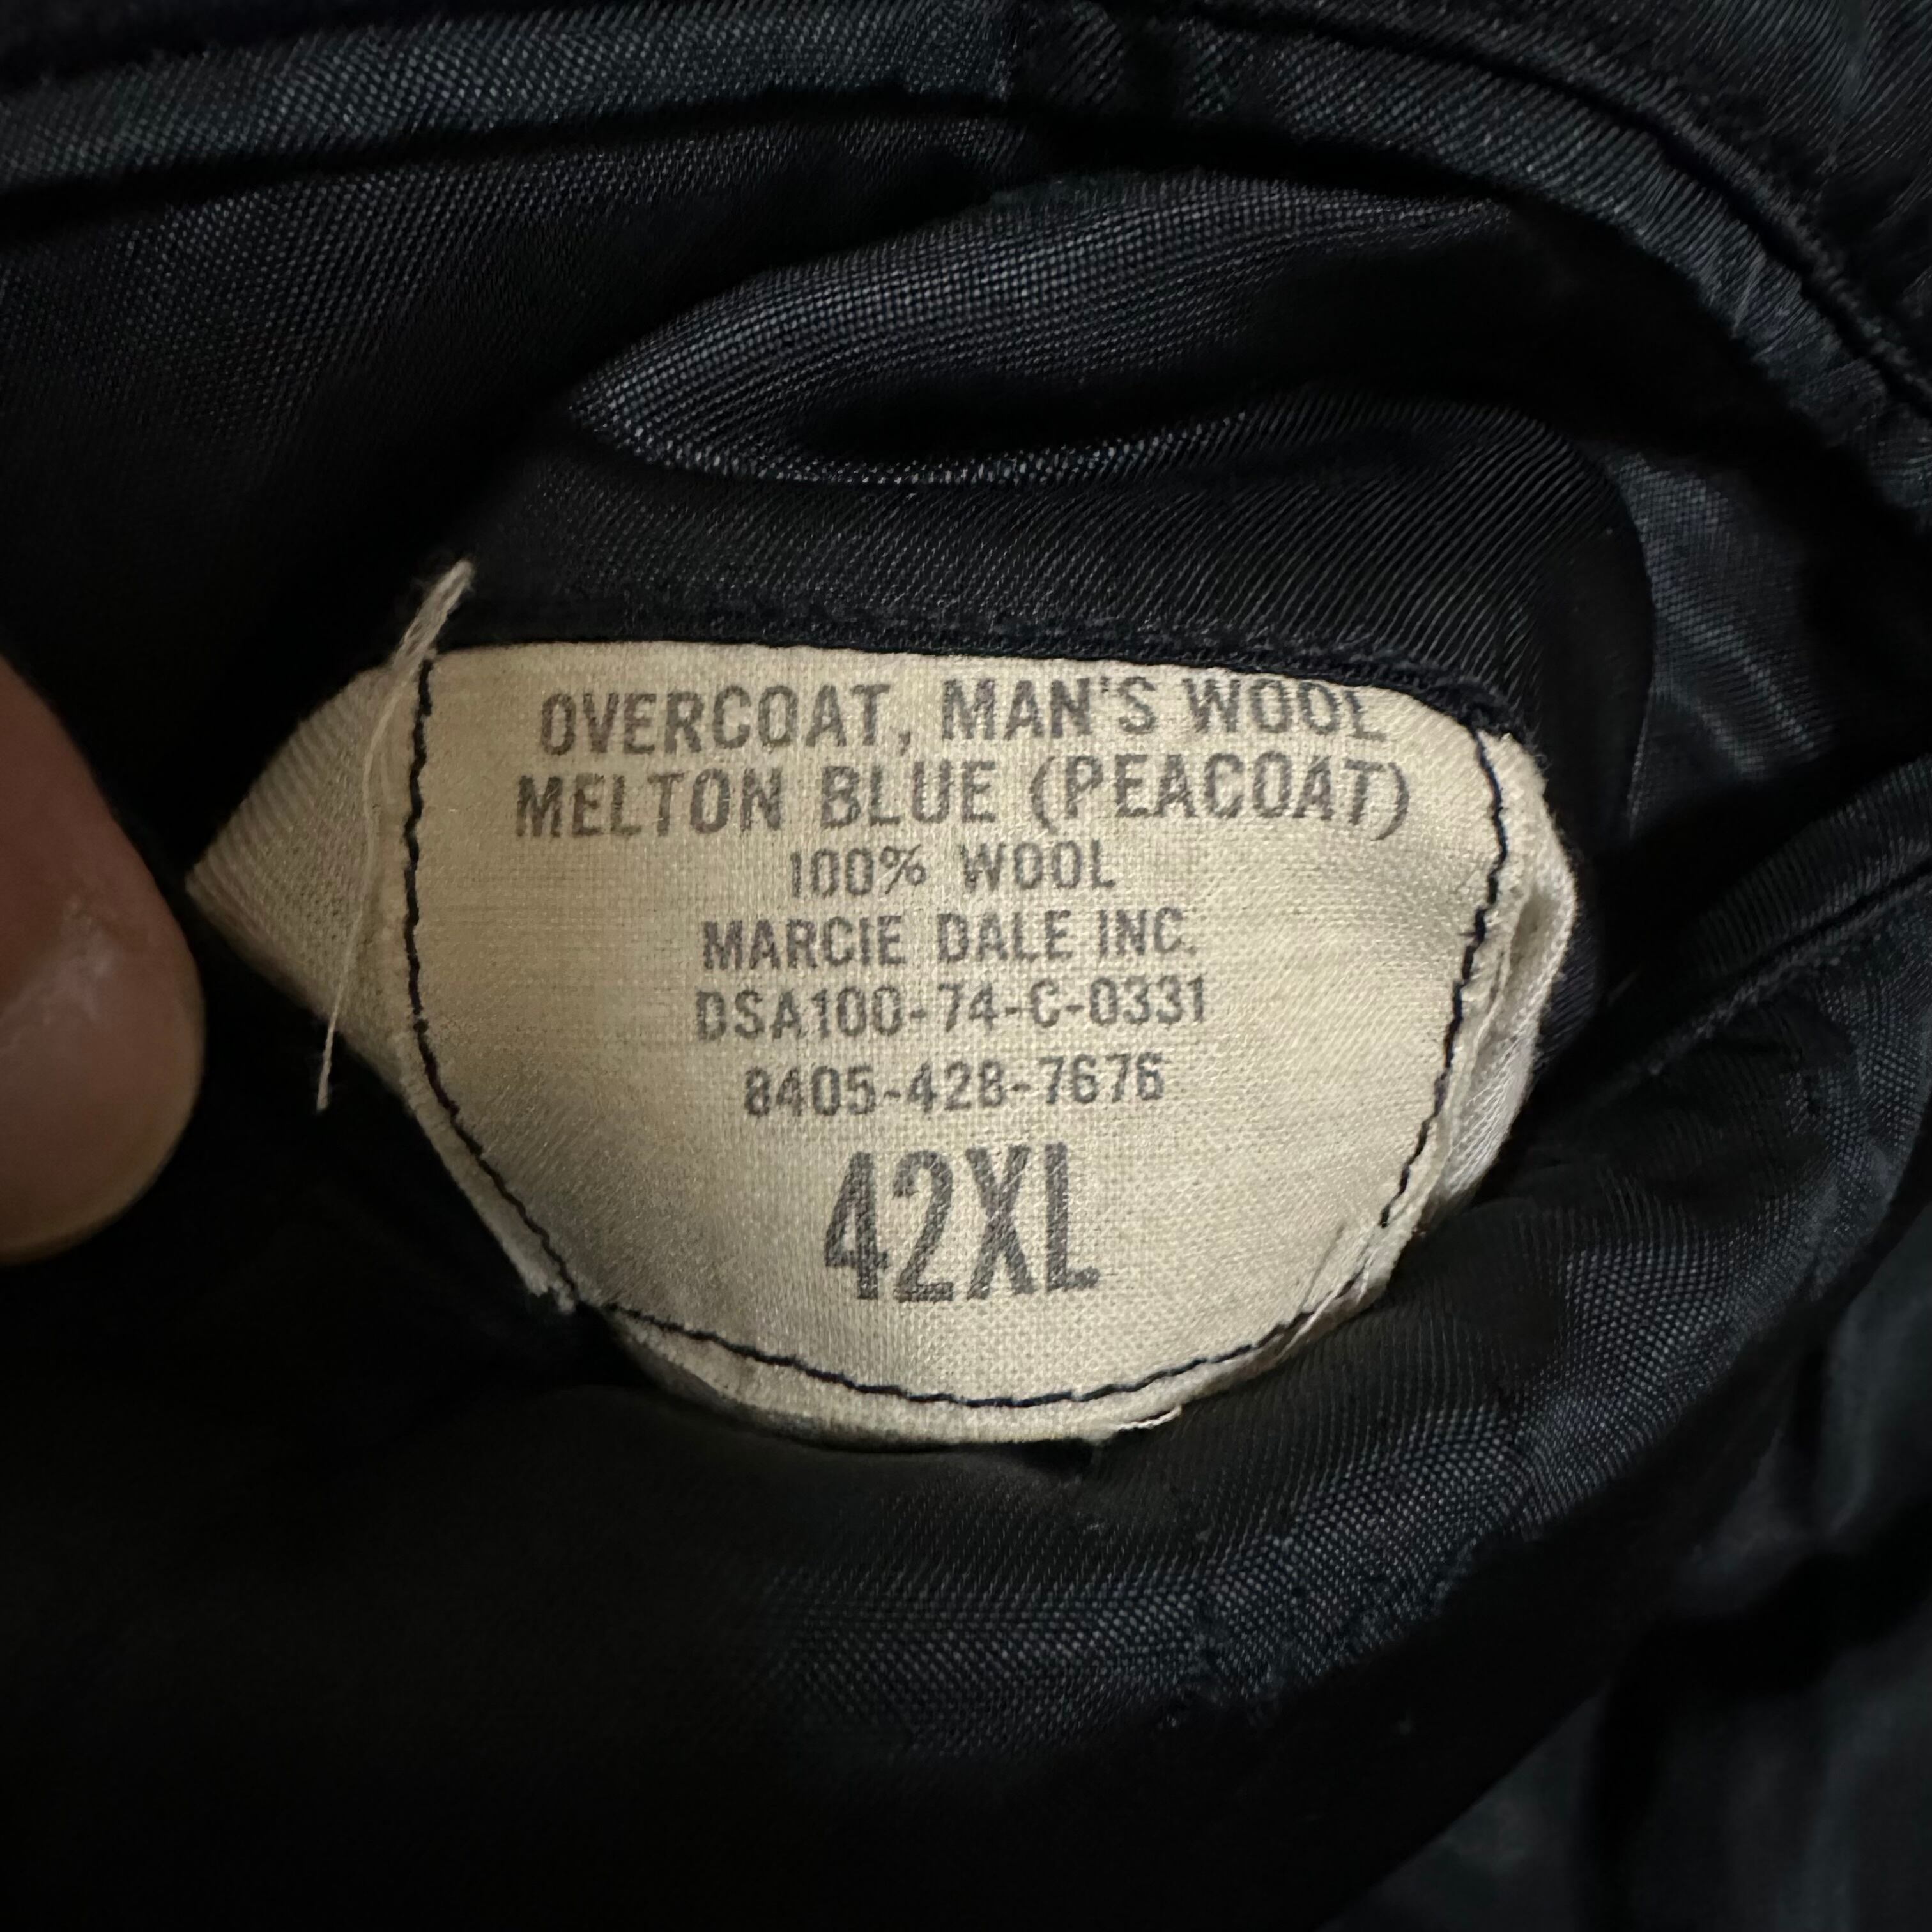 OVERCOAT, MAN'S WOOL
MELTON BLUE (PEACOAT)
100% WOOL
MARCIE DALE INC.
DSA100-74-C-0331
8405-428-7676
42XL